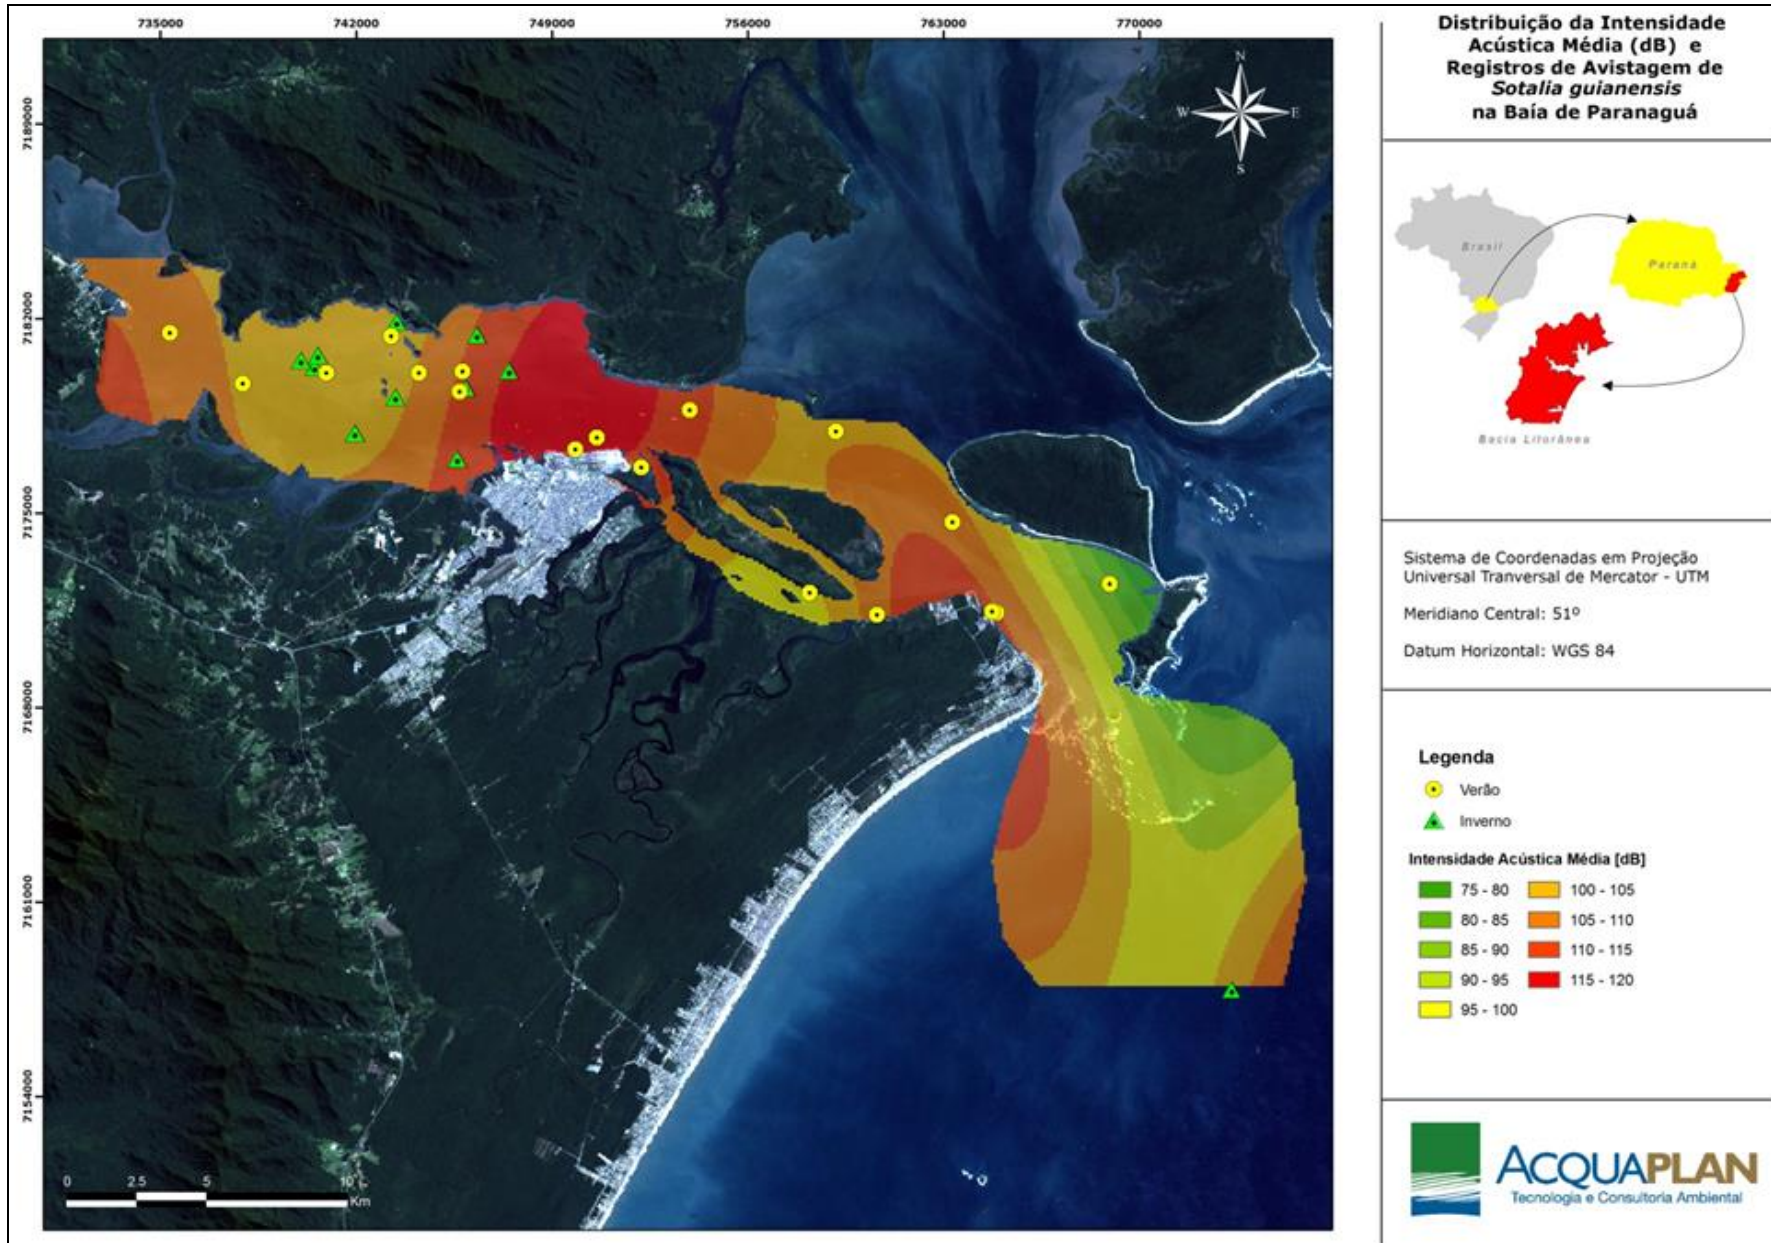 735000 742000 749000 756000 763000 770000
7189000
7182000
7175000
7168000
7161000
7154000
N
W E
S
0 2.5 5 10
Km
Distribuição da Intensidade
Acústica Média (dB) e
Registros de Avistagem de
Sotalia guianensis
na Baía de Paranaguá
Brasil
Paraná
Bacia Litorânea
Sistema de Coordenadas em Projeção
Universal Tranversal de Mercator - UTM
Meridiano Central: 51º
Datum Horizontal: WGS 84
Legenda
Verão
Inverno
Intensidade Acústica Média [dB]
75 - 80 100 - 105
80 - 85 105 - 110
85 - 90 110 - 115
90 - 95 115 - 120
95 - 100
ACQUAPLAN
Tecnologia e Consultoria Ambiental